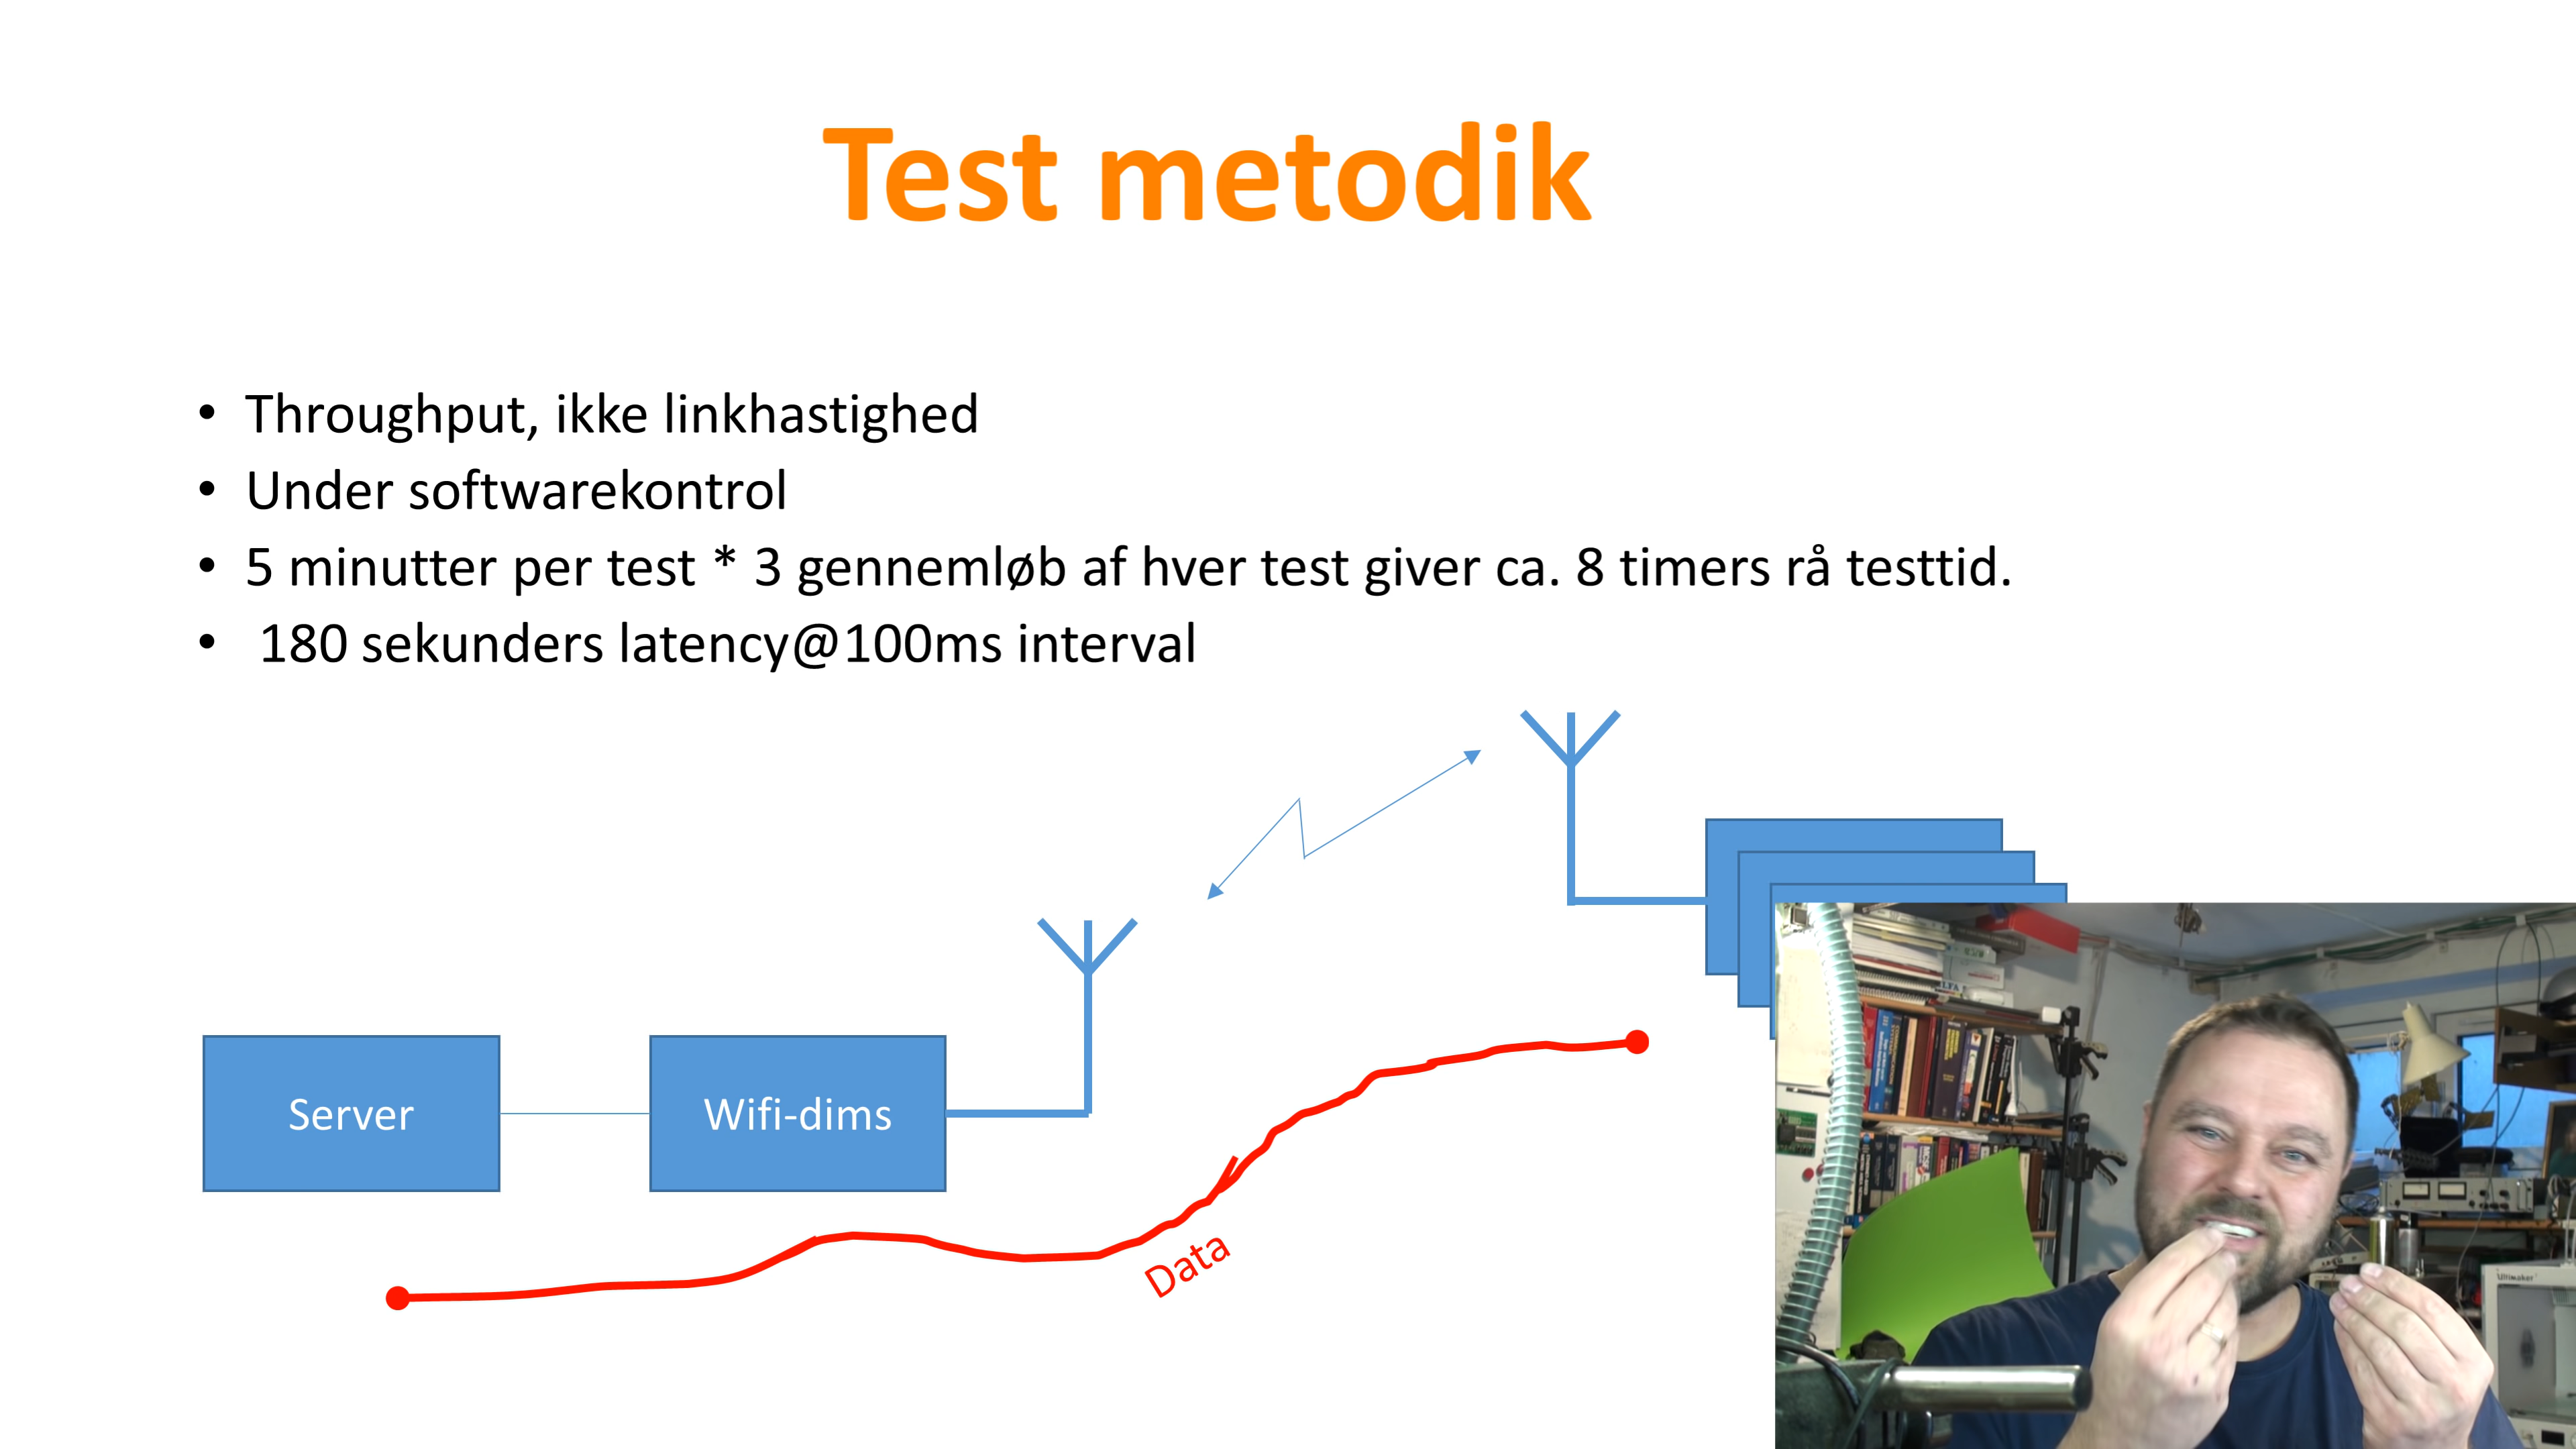 Test metodik
• Throughput, ikke linkhastighed
• Under softwarekontrol
• 5 minutter per test * 3 gennemløb af hver test giver ca. 8 timers rå testtid.
• 180 sekunders latency@100ms interval
Server
Wifi-dims
Data
Ultimaker